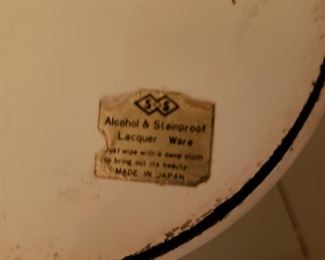 S S
Alcohol & Stainproof
Lacquer Ware
Just wipe with a damp cloth
to bring out its beauty
MADE IN JAPAN